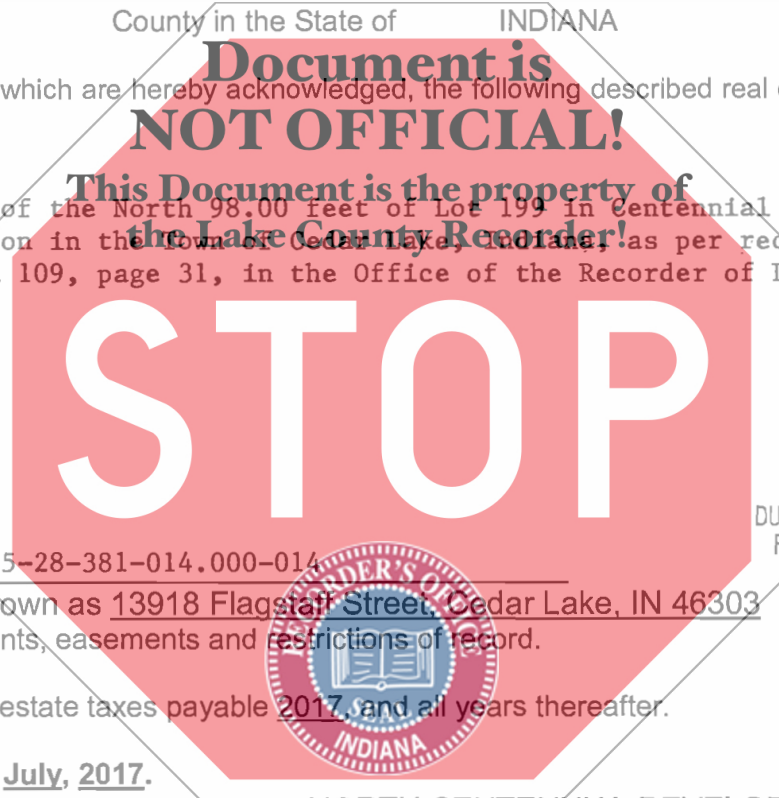 County in the State of INDIANA
Document is
which are hereby acknowledged, the following described real
NOT OFFICIAL!
This Document is the property of
of the North 98.00 feet of Lot 199 in Centennial
the Lake County Recorder!
on in the Town of Cedar Lake, Indiana, as per rec
109, page 31, in the Office of the Recorder of
STOP
DU
5-28-381-014.000-014
own as 13918 Flagstaff Street, Cedar Lake, IN 46303
nts, easements and restrictions of record.
estate taxes payable 2017, and all years thereafter.
RECORDER'S OFFICE
SEAL
INDIANA
July, 2017.